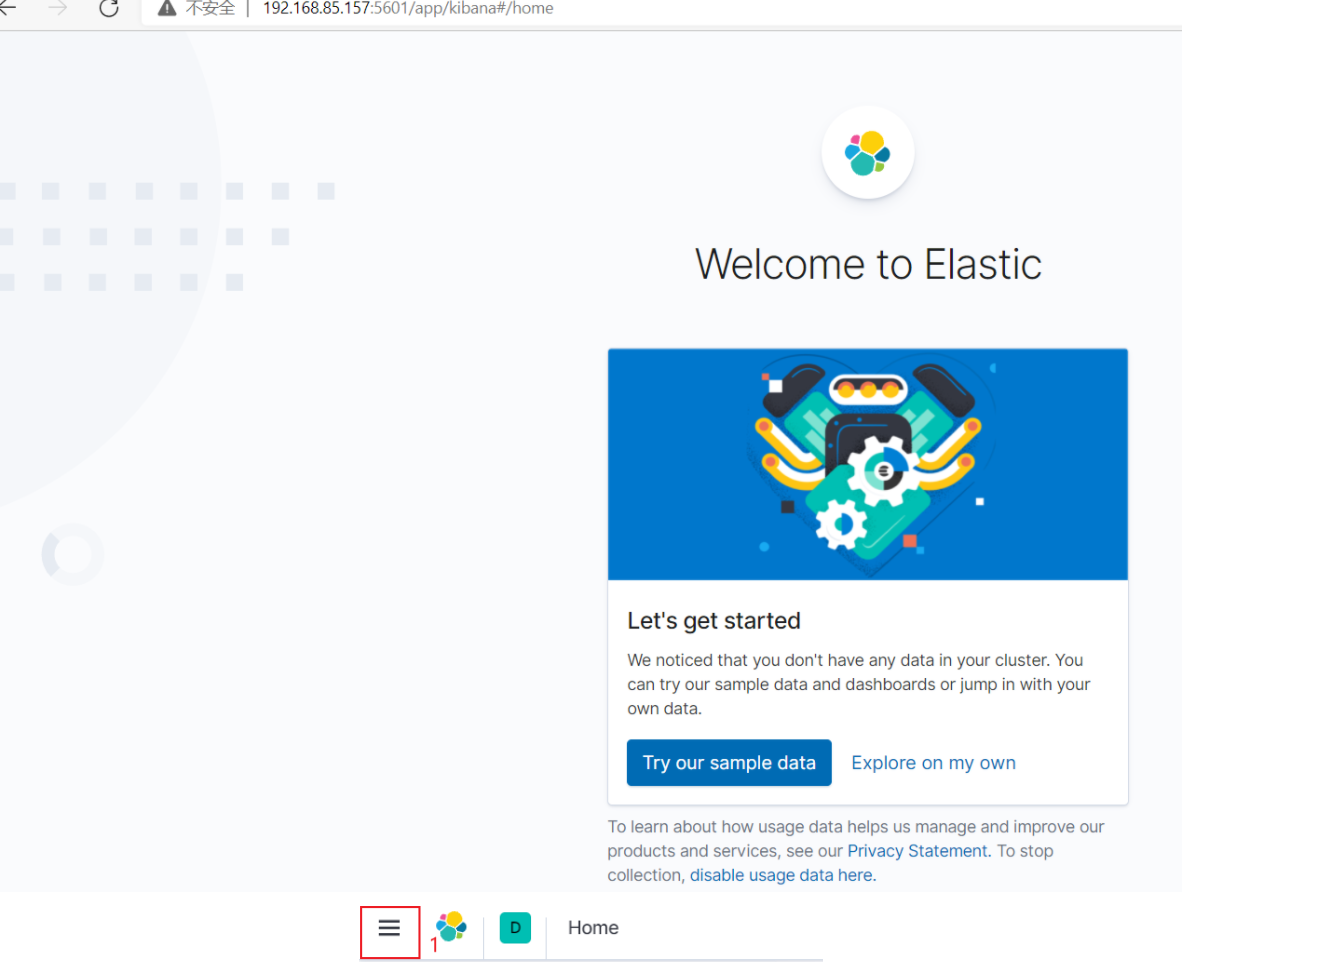 不安全 | 192.168.85.157:5601/app/kibana#/home
Welcome to Elastic
Let's get started
We noticed that you don't have any data in your cluster. You
can try our sample data and dashboards or jump in with your
own data.
Try our sample data Explore on my own
To learn about how usage data helps us manage and improve our
products and services, see our Privacy Statement. To stop
collection, disable usage data here.
1 D Home